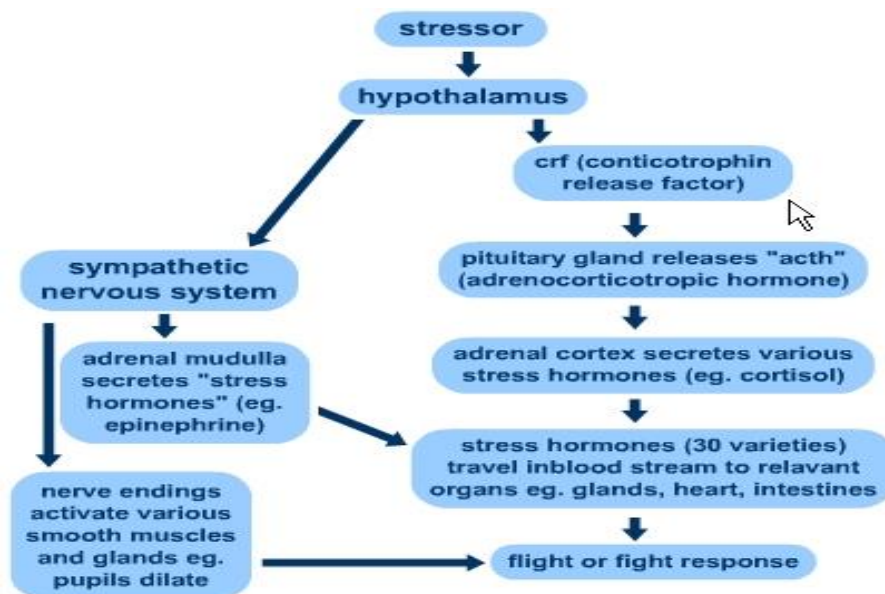 stressor
hypothalamus
crf (conticotrophin
release factor)
sympathetic
nervous system
pituitary gland releases "acth"
(adrenocorticotropic hormone)
adrenal mudulla
secretes "stress
hormones" (eg.
epinephrine)
adrenal cortex secretes various
stress hormones (eg. cortisol)
stress hormones (30 varieties)
travel inblood stream to relavant
organs eg. glands, heart, intestines
nerve endings
activate various
smooth muscles
and glands eg.
pupils dilate
flight or fight response